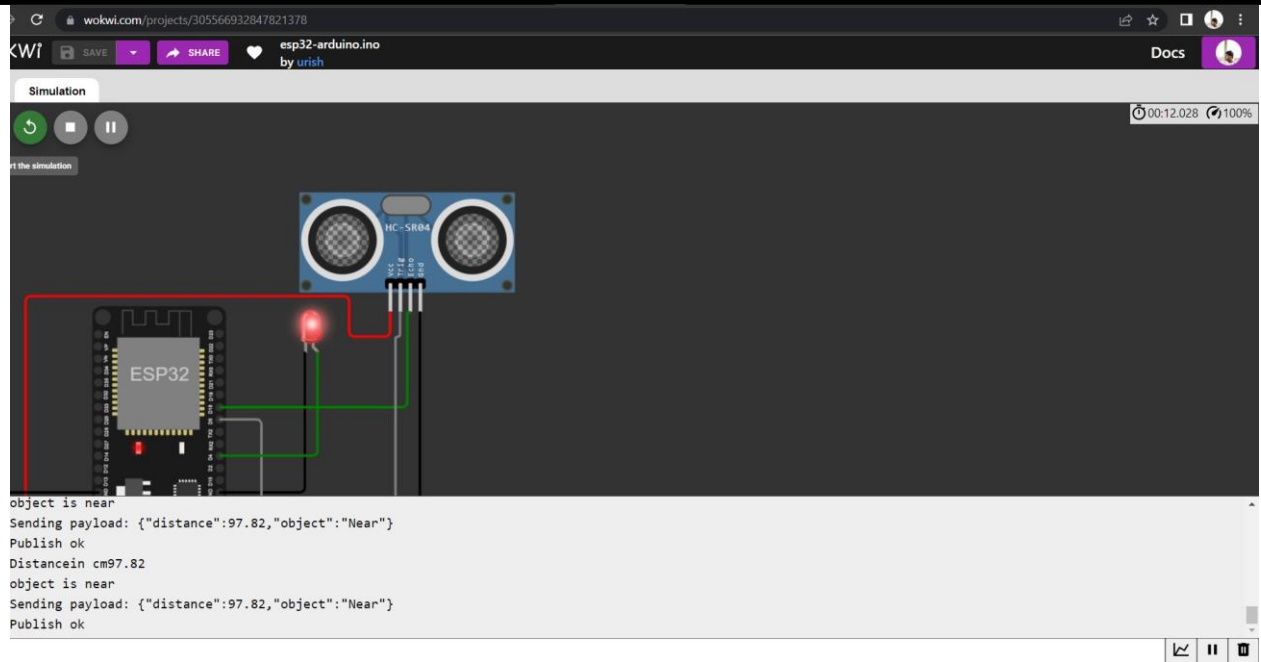 wokwi.com/projects/305566932847821378
KWi SAVE SHARE esp32-arduino.ino
by urish
Docs
Simulation
00:12.028 100%
rt the simulation
HC-SR04
Vcc Trig Echo Gnd
ESP32
object is near
Sending payload: {"distance":97.82,"object":"Near"}
Publish ok
Distancein cm97.82
object is near
Sending payload: {"distance":97.82,"object":"Near"}
Publish ok